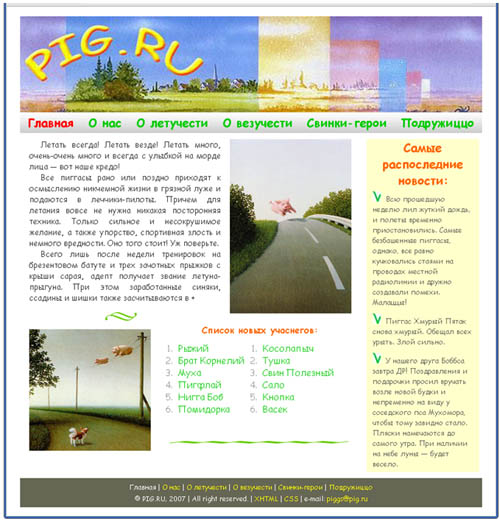 PIG.RU
Главная О нас О летучести О везучести Свинки-герои Подружиццо
Летать всегда! Летать везде! Летать много,
очень-очень много и всегда с улыбкой на морде
лица — вот наше кредо!
Все пиггасы рано или поздно приходят к
осмыслению никчемной жизни в грязной луже и
подаются в летчики-пилоты. Причем для
летания вовсе не нужна никакая посторонняя
техника. Только сильное и несокрушимое
желание, а также упорство, спортивная злость и
немного вредности. Оно того стоит! Уж поверьте.
Всего лишь после недели тренировок на
брезентовом батуте и трех зачотных прыжков с
крыши сарая, адепт получает звание летуна-
прыгуна. При этом заработанные синяки,
ссадины и шишки также засчитываются в +
Список новых учаснегов:
1. Рыжий
2. Брат Корнелий
3. Муха
4. Пигфлай
5. Нигга Боб
6. Помидорка
1. Косолапыч
2. Тушка
3. Свин Полезный
4. Сало
5. Кнопка
6. Васек
Самые
распоследние
новости:
Всю прошедшую
неделю лил жуткий дождь,
и полеты временно
приостановились. Самые
безбашенные пиггасы,
однако, все равно
кучковались стаями на
проводах местной
радиолинии и дружно
создавали помехи.
Малаццы!
Пиггас Хмурый Пятак
снова хмурый. Обещал всех
урыть. Злой сильно.
У нашего друга Боббса
завтра ДР! Поздравления и
подарочки просил вручать
возле новой будки и
непременно на виду у
соседского пса Мухомора,
чтобы тому завидно стало.
Пляски намечаются до
самого утра. При наличии
на небе луны — будет
весело.
Главная | О нас | О летучести | О везучести | Свинки-герои | Подружиццо
© PIG.RU, 2007 | All right reserved. | XHTML | CSS | e-mail: piggs@pig.ru